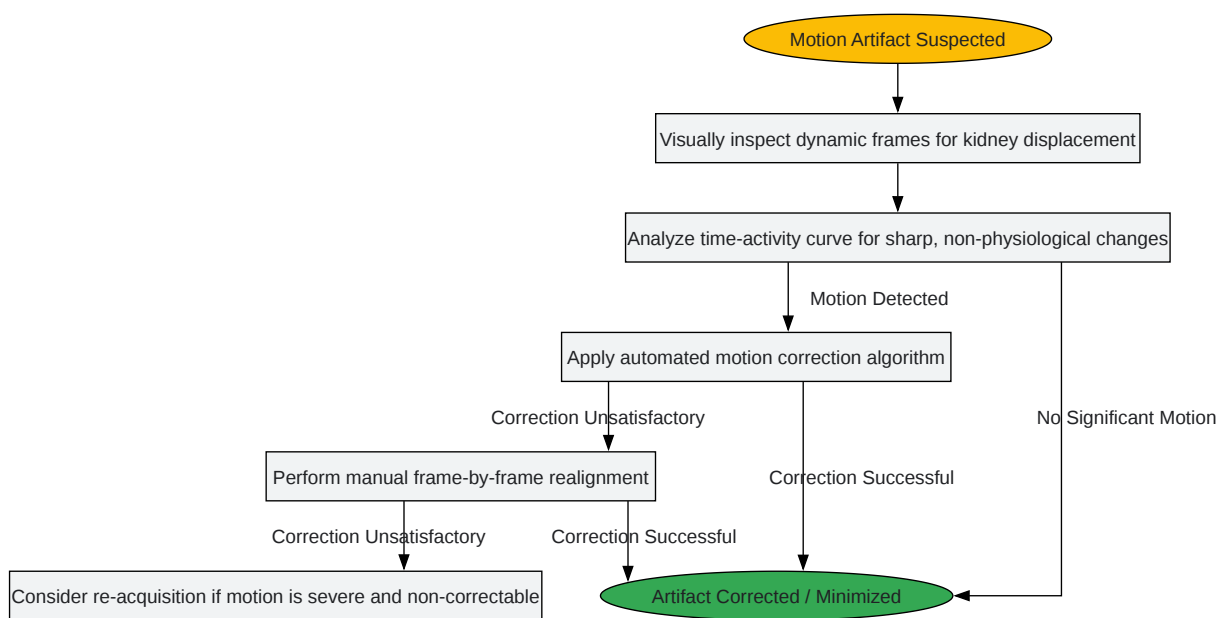 Motion Artifact Suspected
Visually inspect dynamic frames for kidney displacement
Analyze time-activity curve for sharp, non-physiological changes
Motion Detected
Apply automated motion correction algorithm
Correction Unsatisfactory
No Significant Motion
Perform manual frame-by-frame realignment
Correction Successful
Correction Unsatisfactory
Correction Successful
Consider re-acquisition if motion is severe and non-correctable
Artifact Corrected / Minimized